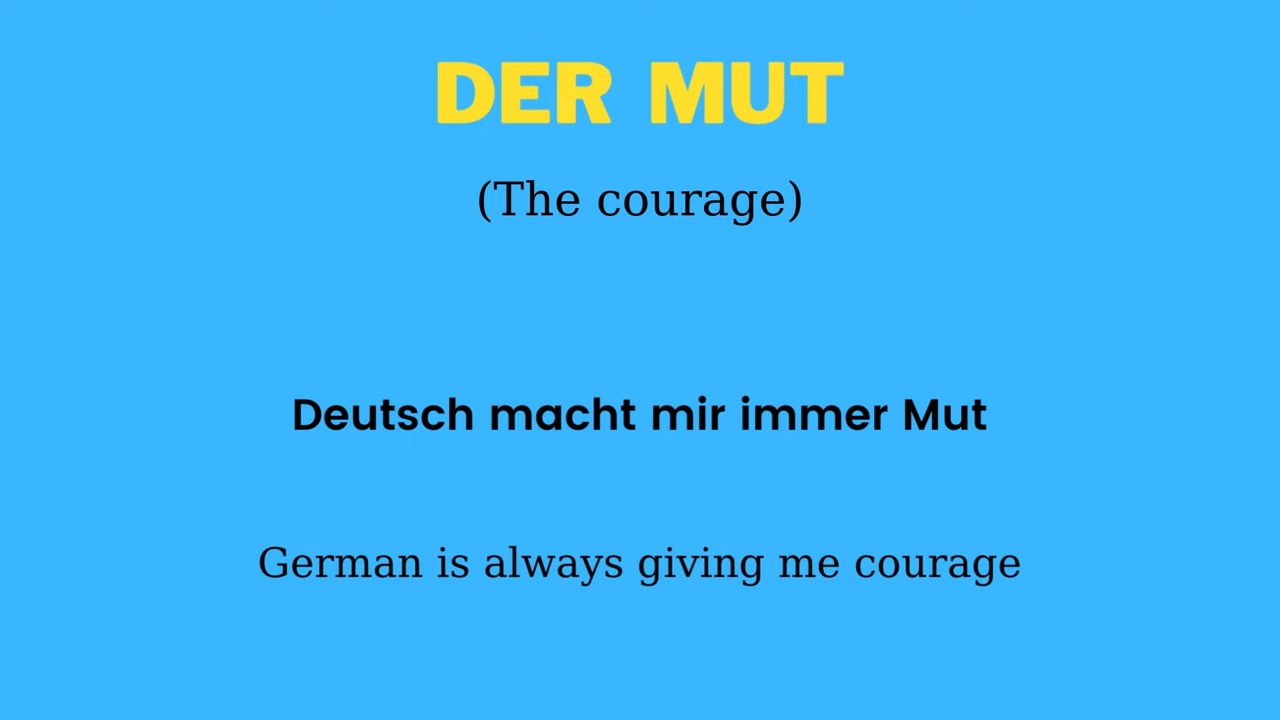 DER MUT
(The courage)
Deutsch macht mir immer Mut
German is always giving me courage